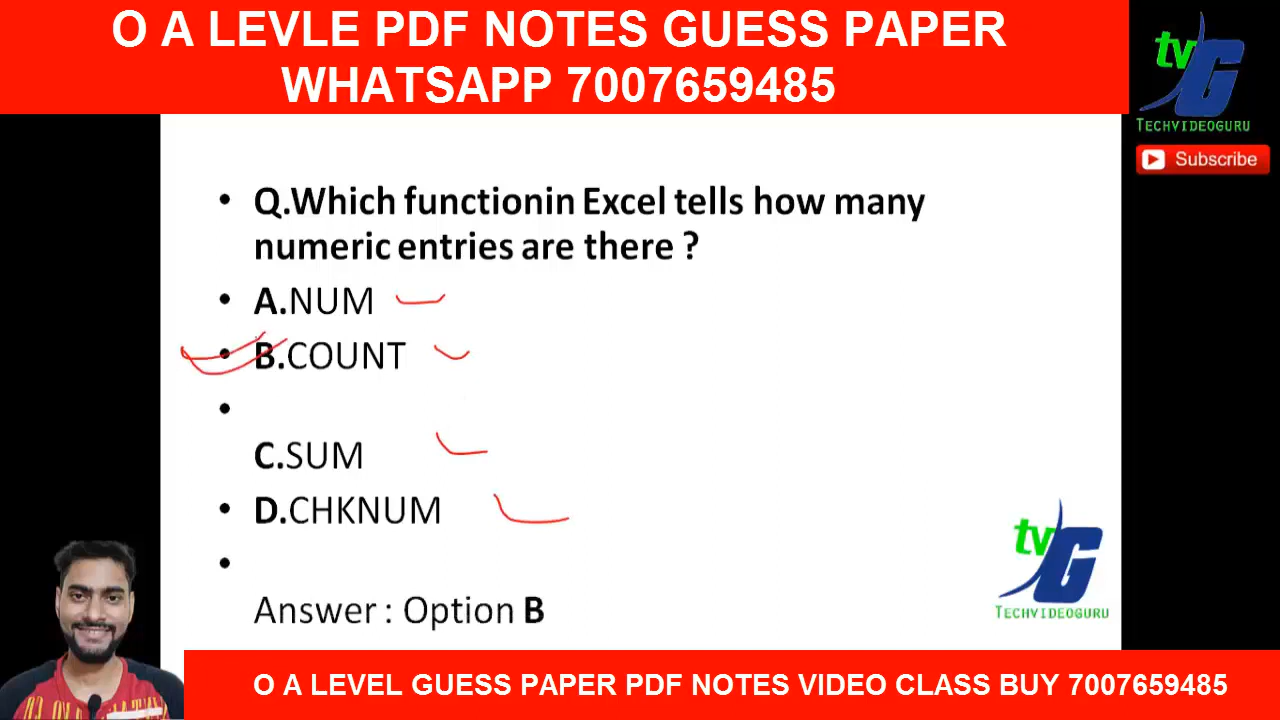 O A LEVLE PDF NOTES GUESS PAPER
WHATSAPP 7007659485
tvG
TECHVIDEOGURU
Subscribe
• Q.Which functionin Excel tells how many
numeric entries are there ?
• A.NUM
• B.COUNT
•
C.SUM
• D.CHKNUM
•
Answer : Option B
tvG
TECHVIDEOGURU
O A LEVEL GUESS PAPER PDF NOTES VIDEO CLASS BUY 7007659485